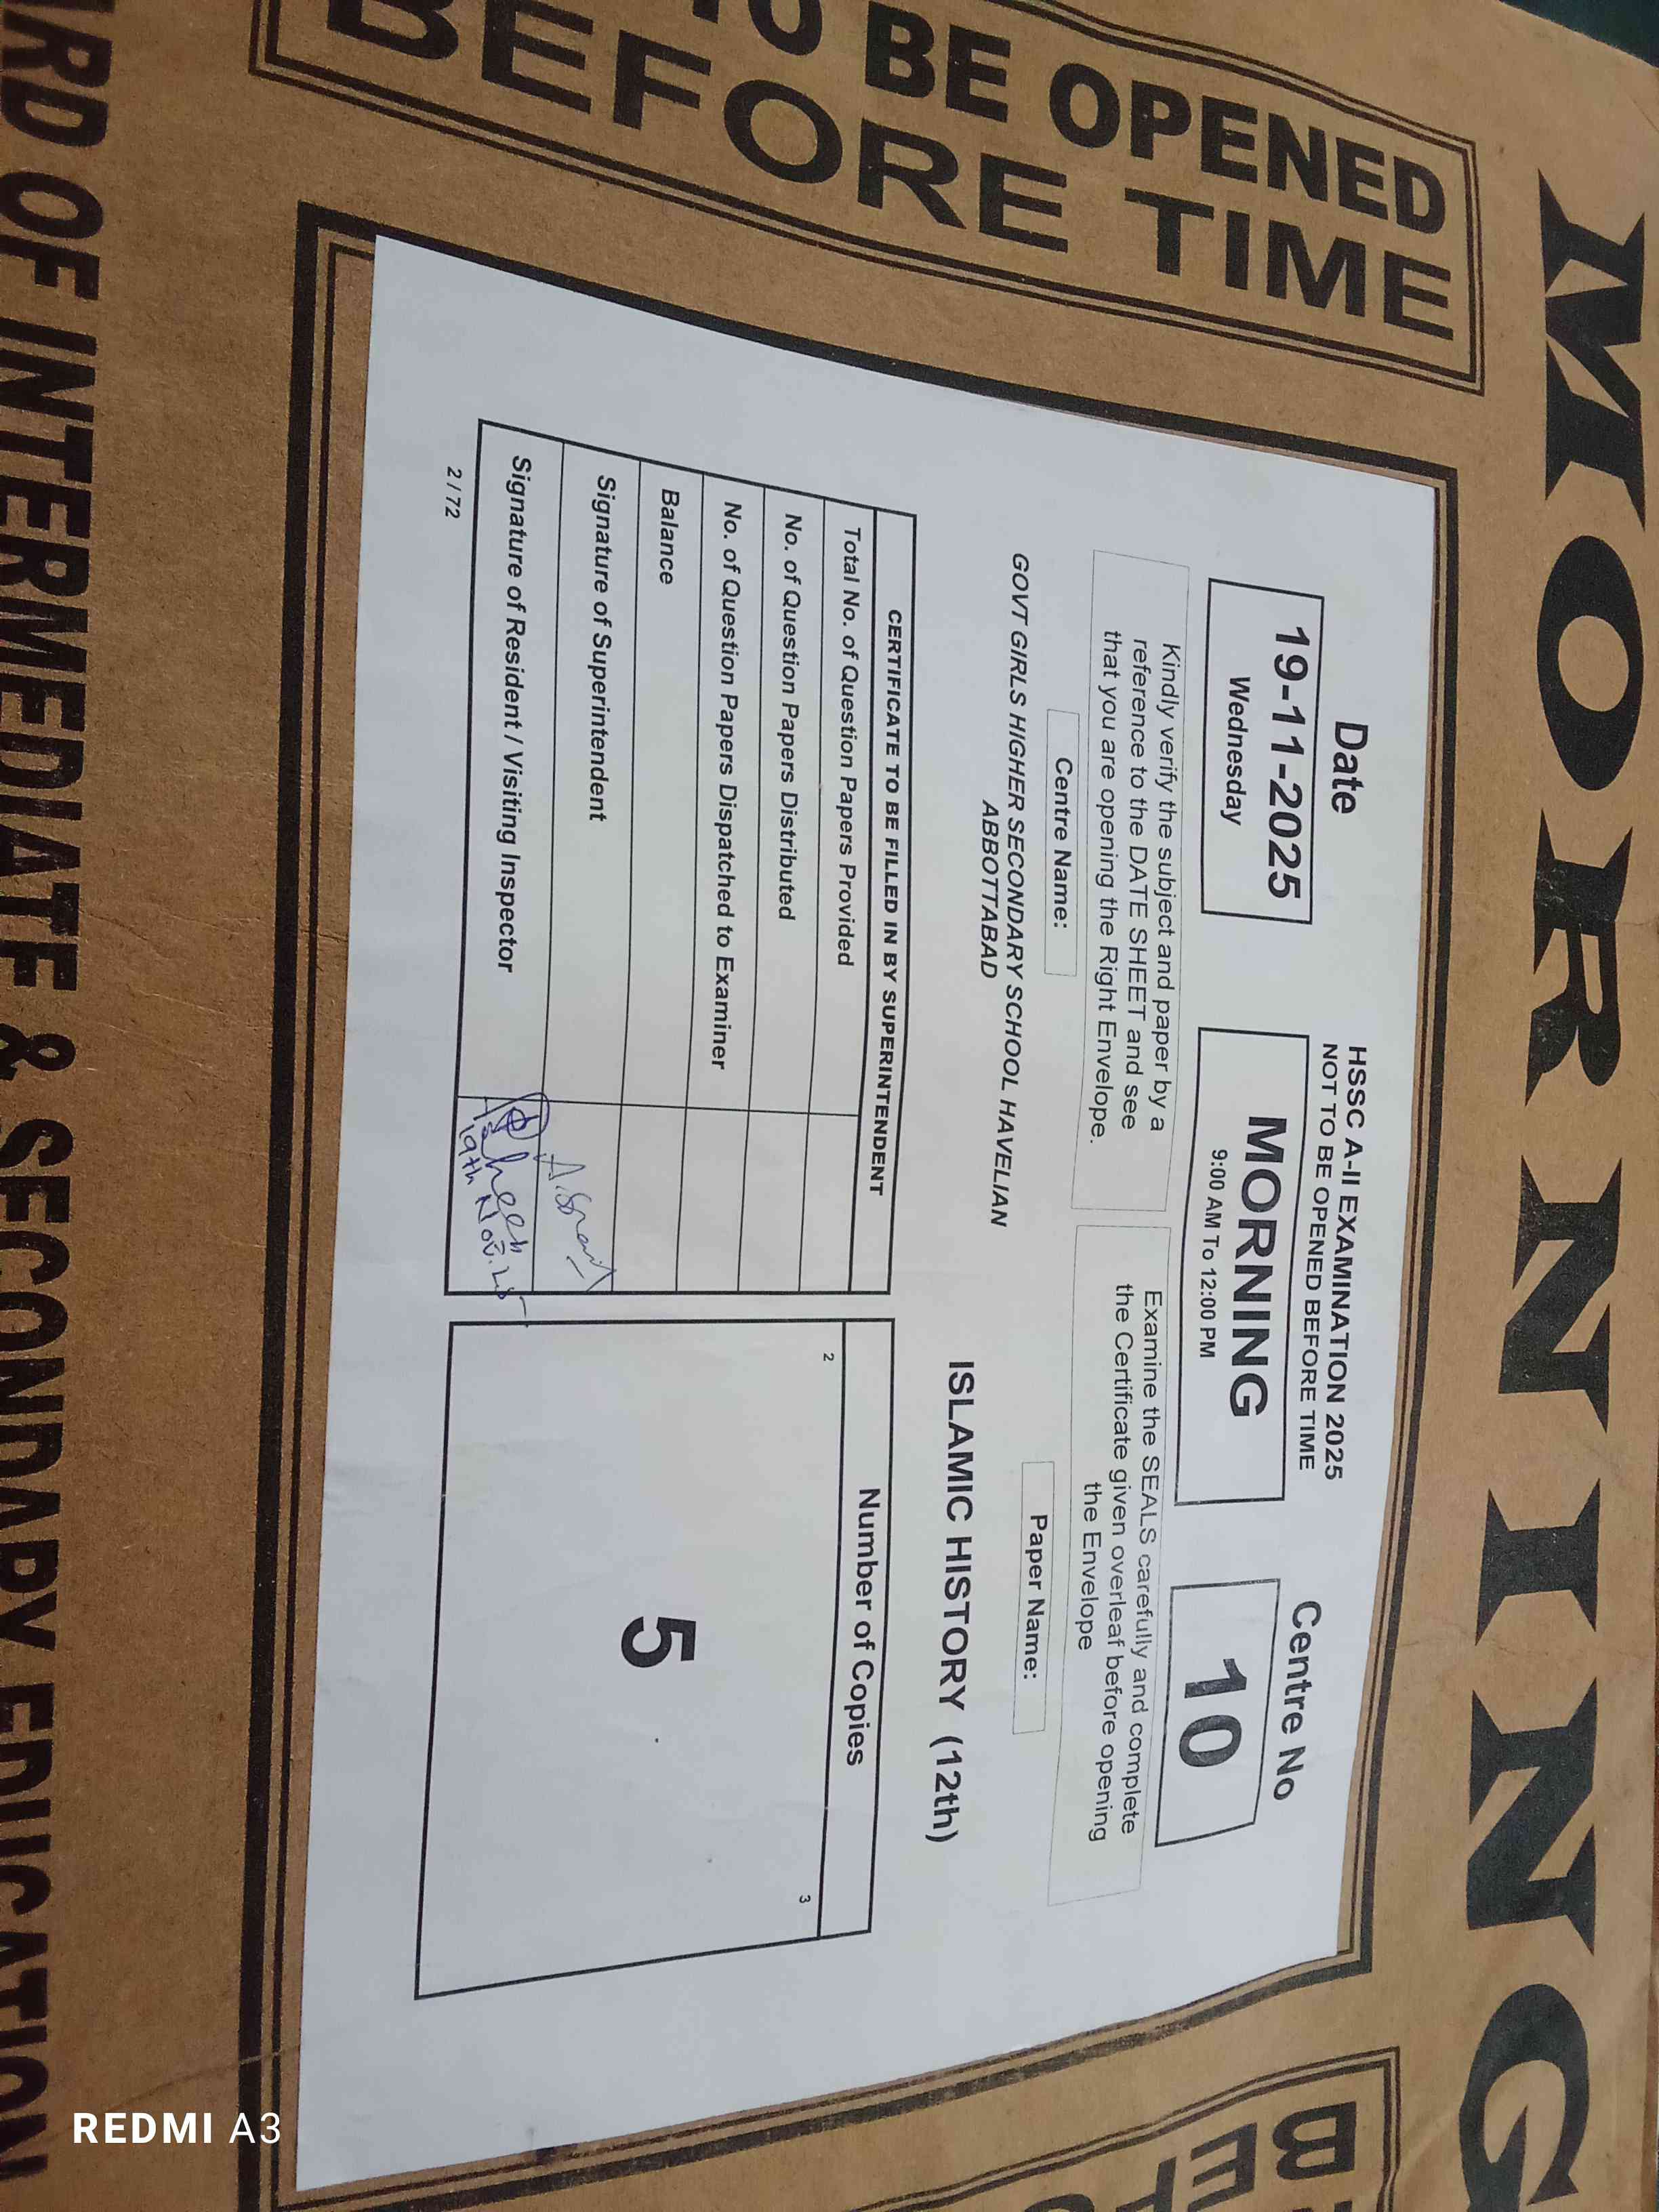 MORNING
TO BE OPENED
BEFORE TIME
Date
19-11-2025
Wednesday
HSSC A-II EXAMINATION 2025
NOT TO BE OPENED BEFORE TIME
MORNING
9:00 AM To 12:00 PM
Centre No
10
Kindly verify the subject and paper by a
reference to the DATE SHEET and see
that you are opening the Right Envelope.
Examine the SEALS carefully and complete
the Certificate given overleaf before opening
the Envelope
Centre Name:
GOVT GIRLS HIGHER SECONDARY SCHOOL HAVELIAN
ABBOTTABAD
Paper Name:
ISLAMIC HISTORY (12th)
CERTIFICATE TO BE FILLED IN BY SUPERINTENDENT
Total No. of Question Papers Provided
No. of Question Papers Distributed
No. of Question Papers Dispatched to Examiner
Balance
Signature of Superintendent
Signature of Resident / Visiting Inspector
19th Nov. 25
2 / 72
Number of Copies
2
3
5
ARD OF INTERMEDIATE & SECONDARY EDUCATION
REDMI A3